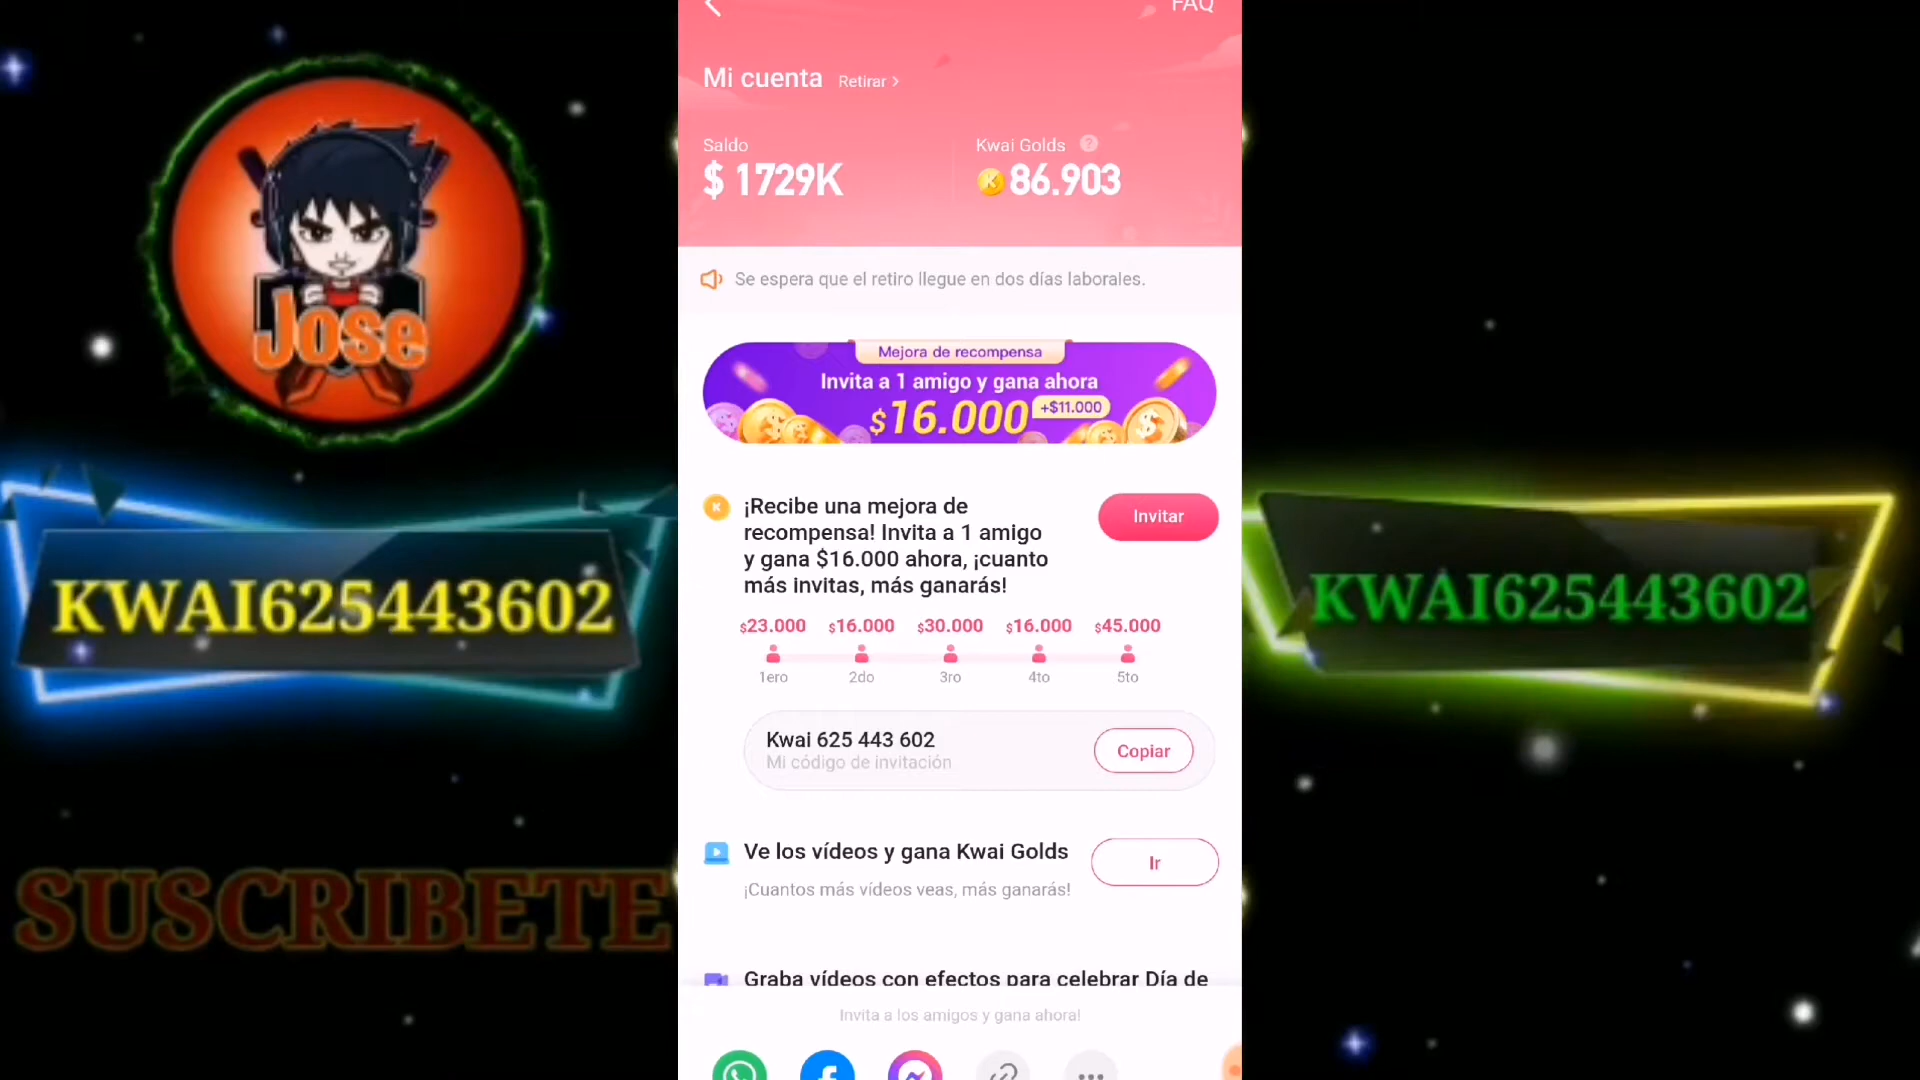 FAQ
Mi cuenta Retirar >
Saldo
$ 1729K
Kwai Golds ?
K 86.903
Se espera que el retiro llegue en dos días laborales.
Mejora de recompensa
Invita a 1 amigo y gana ahora
$16.000 +$11.000
K ¡Recibe una mejora de
recompensa! Invita a 1 amigo
y gana $16.000 ahora, ¡cuanto
más invitas, más ganarás!
Invitar
$23.000 $16.000 $30.000 $16.000 $45.000
1ero 2do 3ro 4to 5to
Kwai 625 443 602
Mi código de invitación
Copiar
Ve los vídeos y gana Kwai Golds
¡Cuantos más vídeos veas, más ganarás!
Ir
Graba vídeos con efectos para celebrar Día de
Invita a los amigos y gana ahora!
Jose
KWAI625443602
SUSCRIBETE
KWAI625443602